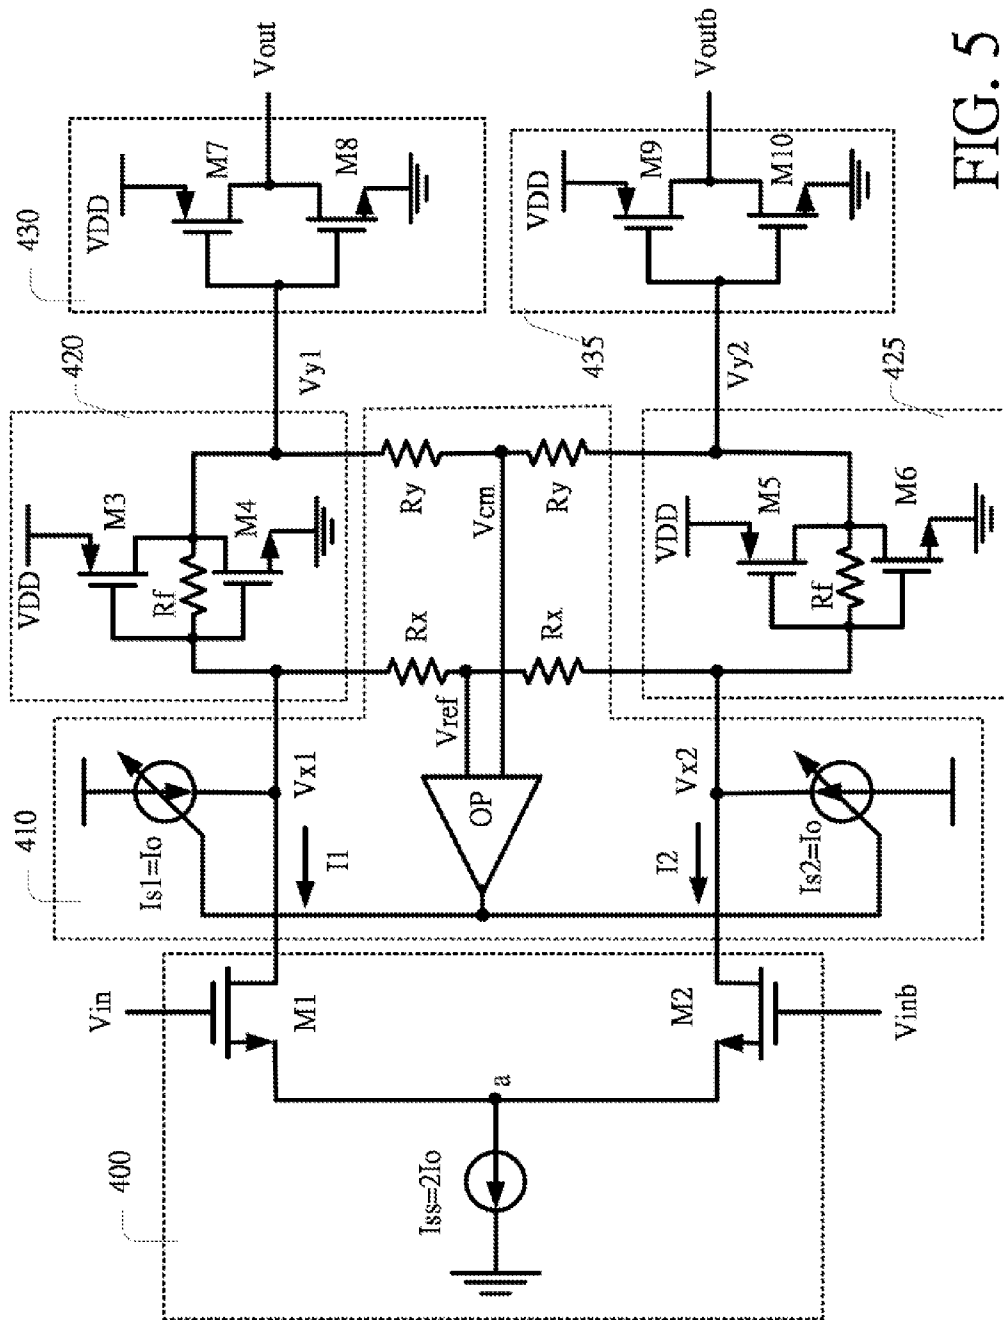 Vout
Voutb
FIG. 5
430
VDD
M7
M8
VDD
M9
M10
435
Vy1
Vy2
420
425
VDD
M3
M4
Rf
Ry
Vcm
Ry
VDD
M5
M6
Rf
Rx
Vref
Rx
410
Is1=Io
Vx1
I1
OP
Vx2
I2
Is2=Io
Vin
M1
M2
Vinb
400
a
Iss=2Io